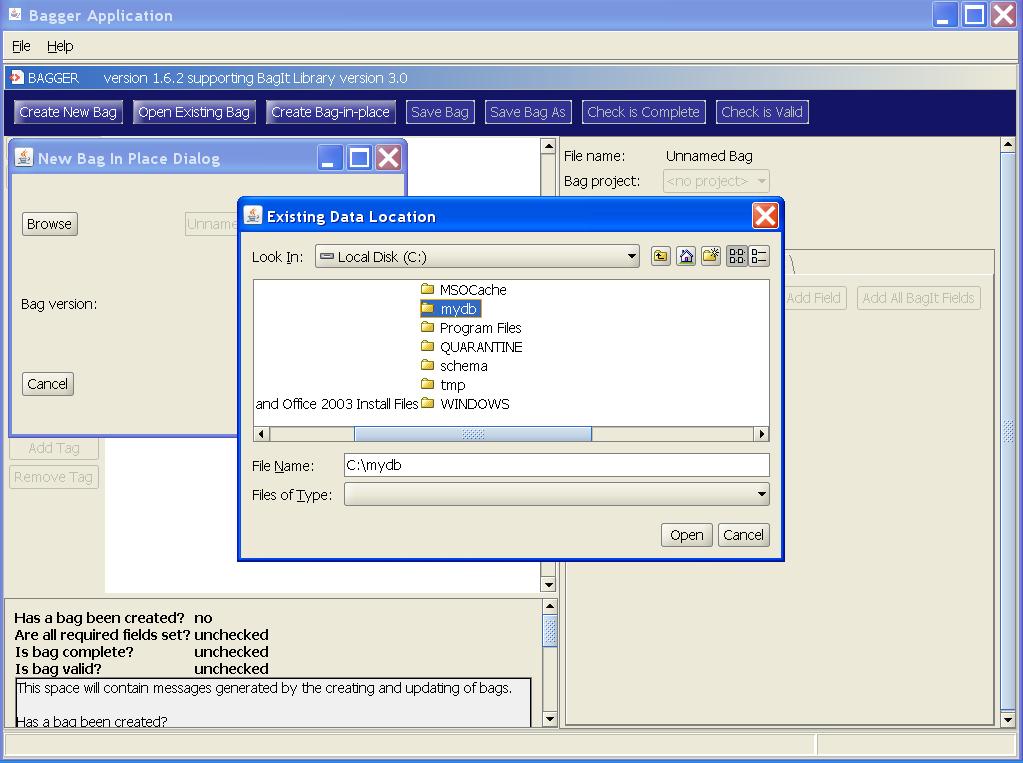 Bagger Application
File Help
BAGGER version 1.6.2 supporting BagIt Library version 3.0
Create New Bag Open Existing Bag Create Bag-in-place Save Bag Save Bag As Check is Complete Check is Valid
New Bag In Place Dialog
Browse
Bag version:
Cancel
File name: Unnamed Bag
Bag project: <no project>
Add Field Add All BagIt Fields
Existing Data Location
Look In: Local Disk (C:)
MSOCache
mydb
Program Files
QUARANTINE
schema
tmp
and Office 2003 Install Files WINDOWS
File Name: C:\mydb
Files of Type:
Open Cancel
Add Tag
Remove Tag
Has a bag been created? no
Are all required fields set? unchecked
Is bag complete? unchecked
Is bag valid? unchecked
This space will contain messages generated by the creating and updating of bags.
Has a bag been created?